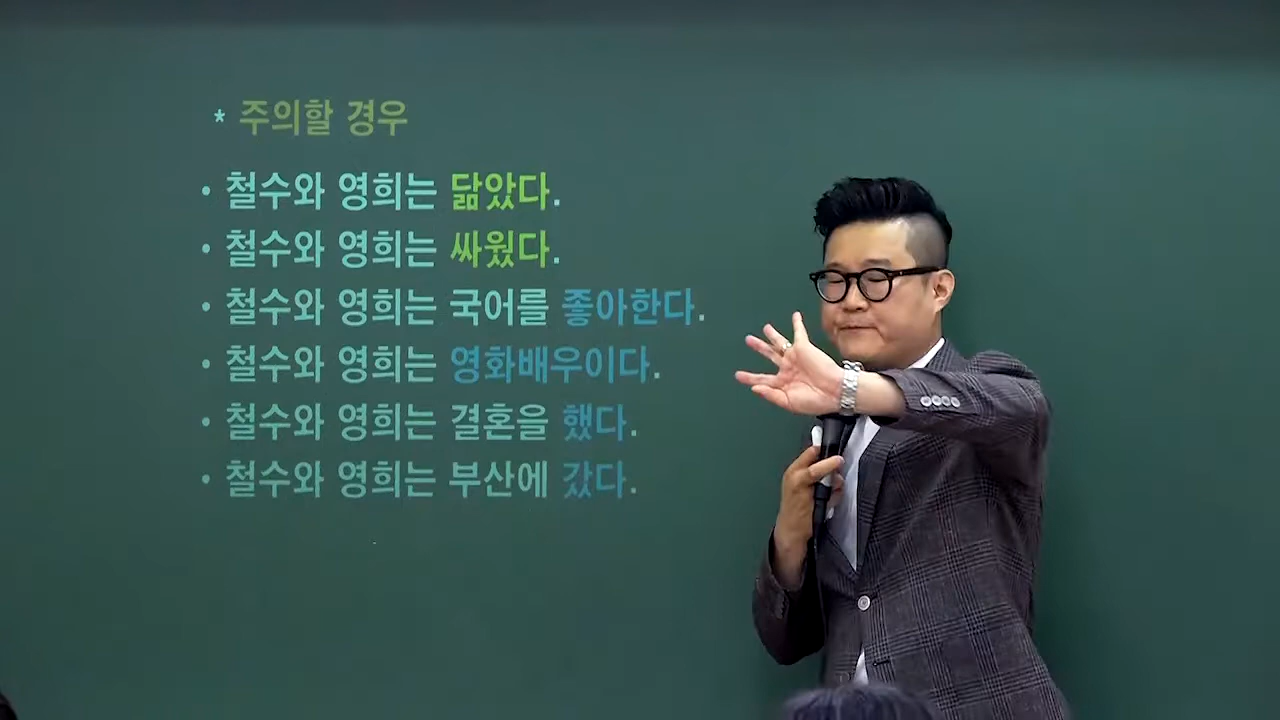 * 주의할 경우
• 철수와 영희는 닮았다.
• 철수와 영희는 싸웠다.
• 철수와 영희는 국어를 좋아한다.
• 철수와 영희는 영화배우이다.
• 철수와 영희는 결혼을 했다.
• 철수와 영희는 부산에 갔다.